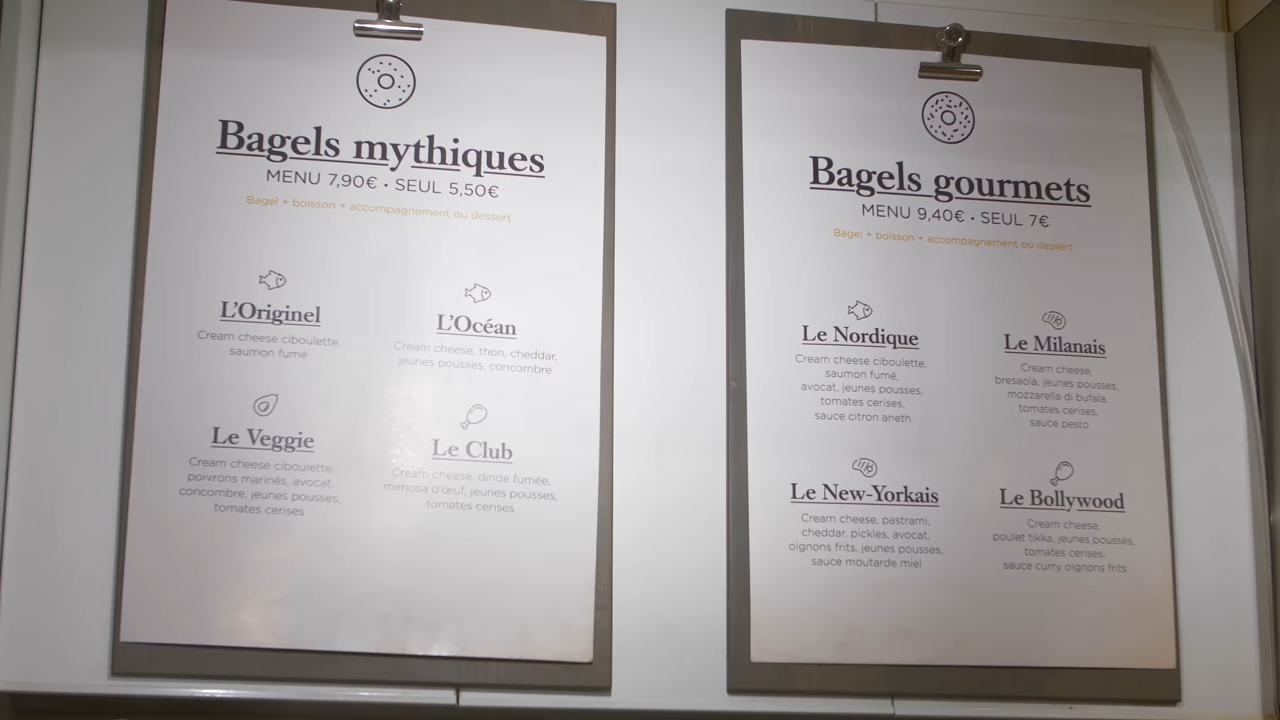 Bagels mythiques
MENU 7,90€ • SEUL 5,50€
Bagel + boisson + accompagnement ou dessert
L'Originel
Cream cheese ciboulette,
saumon fumé
L'Océan
Cream cheese, thon, cheddar,
jeunes pousses, concombre
Le Veggie
Cream cheese ciboulette,
poivrons marinés, avocat,
concombre, jeunes pousses,
tomates cerises
Le Club
Cream cheese, dinde fumée,
mimosa d'œuf, jeunes pousses,
tomates cerises
Bagels gourmets
MENU 9,40€ • SEUL 7€
Bagel + boisson + accompagnement ou dessert
Le Nordique
Cream cheese ciboulette,
saumon fumé,
avocat, jeunes pousses,
tomates cerises,
sauce citron aneth
Le Milanais
Cream cheese,
bresaola, jeunes pousses,
mozzarella di bufala,
tomates cerises,
sauce pesto
Le New-Yorkais
Cream cheese, pastrami,
cheddar, pickles, avocat,
oignons frits, jeunes pousses,
sauce moutarde miel
Le Bollywood
Cream cheese,
poulet tikka, jeunes pousses,
tomates cerises,
sauce curry oignons frits